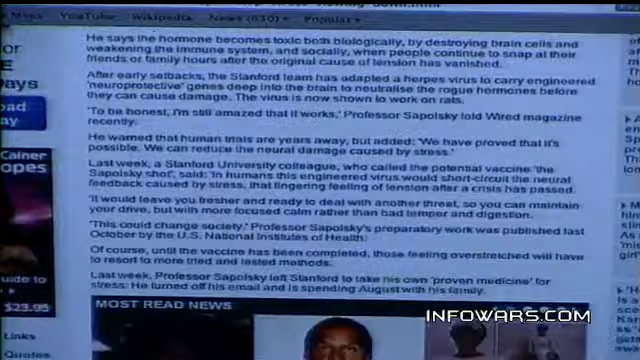 Maps YouTube Wikipedia News (630) Popular
He says the hormone becomes toxic both biologically, by destroying brain cells and
weakening the immune system, and socially, when people continue to snap at their
friends or family hours after the original cause of tension has vanished.
After early setbacks, the Stanford team has adapted a herpes virus to carry engineered
'neuroprotective' genes deep into the brain to neutralise the rogue hormones before
they can cause damage. The virus is now shown to work on rats.
'To be honest, I'm still amazed that it works,' Professor Sapolsky told Wired magazine
recently.
He warned that human trials are years away, but added: 'We have proved that it's
possible. We can reduce the neural damage caused by stress.'
Last week, a Stanford University colleague, who called the potential vaccine 'the
Sapolsky shot', said: 'In humans this engineered virus would short-circuit the neural
feedback caused by stress, that lingering feeling of tension after a crisis has passed.
'It would leave you fresher and ready to deal with another threat, so you can maintain
your drive, but with more focused calm rather than bad temper and digestion.
'This could change society.' Professor Sapolsky's preparatory work was published last
October by the U.S. National Institutes of Health.
Of course, until the vaccine has been completed, those feeling overstretched will have
to resort to more tried and tested methods.
Last week, Professor Sapolsky left Stanford to take his own 'proven medicine' for
stress: He turned off his email and is spending August with his family.
MOST READ NEWS
INFOWARS.COM
or
E
Days
oad
ay
Cainer
opes
uide to
$23.95
Links
Quotes